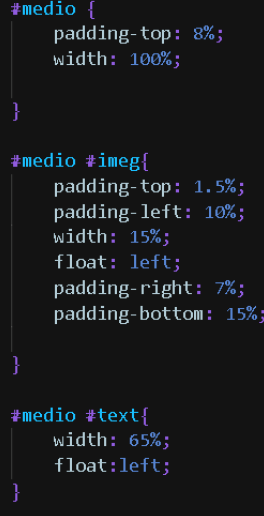 #medio {
padding-top: 8%;
width: 100%;
}
#medio #imeg{
padding-top: 1.5%;
padding-left: 10%;
width: 15%;
float: left;
padding-right: 7%;
padding-bottom: 15%;
}
#medio #text{
width: 65%;
float:left;
}